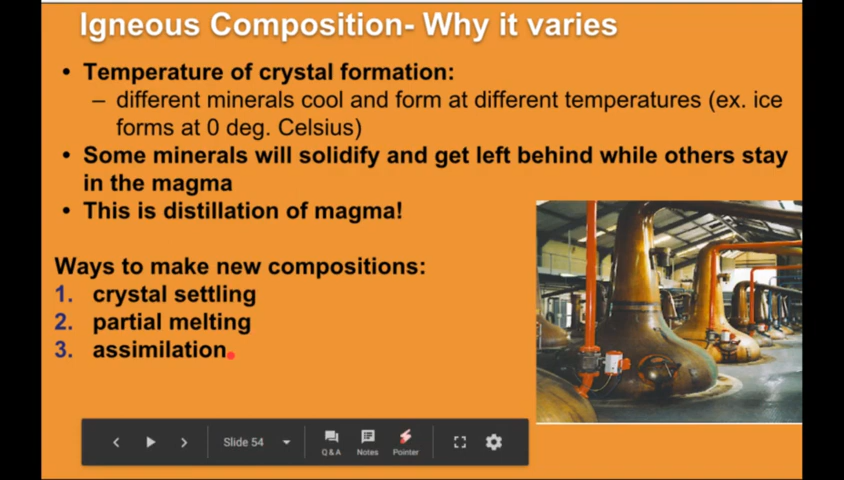 Igneous Composition- Why it varies
• Temperature of crystal formation:
– different minerals cool and form at different temperatures (ex. ice
forms at 0 deg. Celsius)
• Some minerals will solidify and get left behind while others stay
in the magma
• This is distillation of magma!
Ways to make new compositions:
1. crystal settling
2. partial melting
3. assimilation
Slide 54
Q & A
Notes
Pointer